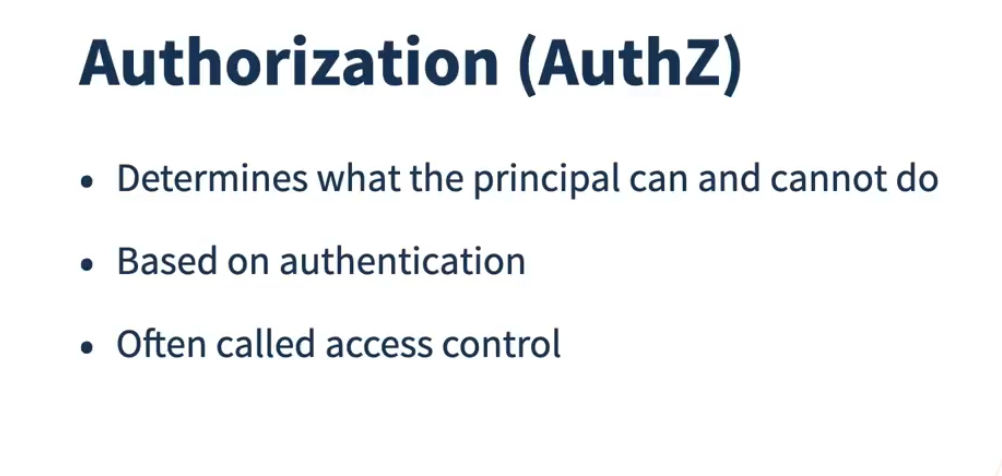 Authorization (AuthZ)
• Determines what the principal can and cannot do
• Based on authentication
• Often called access control